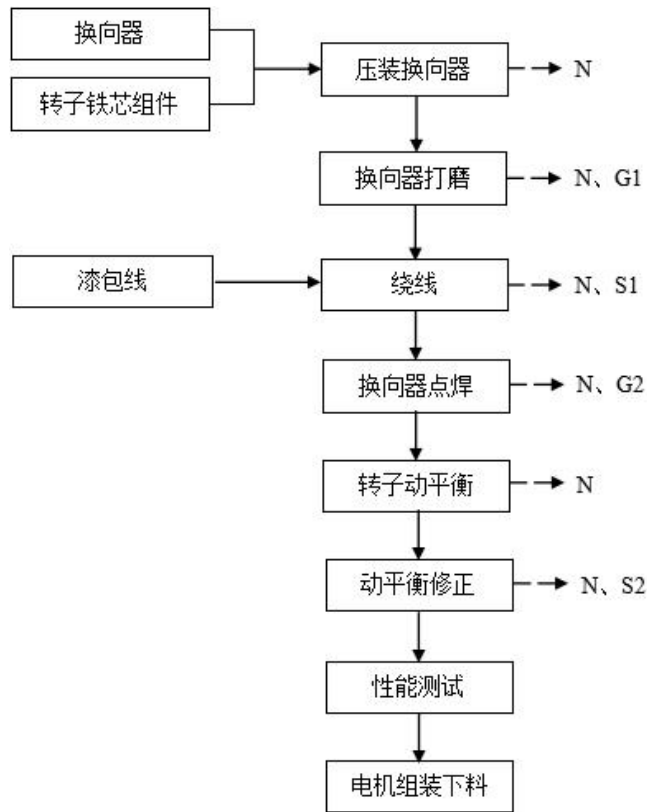 换向器
压装换向器
N
转子铁芯组件
换向器打磨
N、G1
漆包线
绕线
N、S1
换向器点焊
N、G2
转子动平衡
N
动平衡修正
N、S2
性能测试
电机组装下料